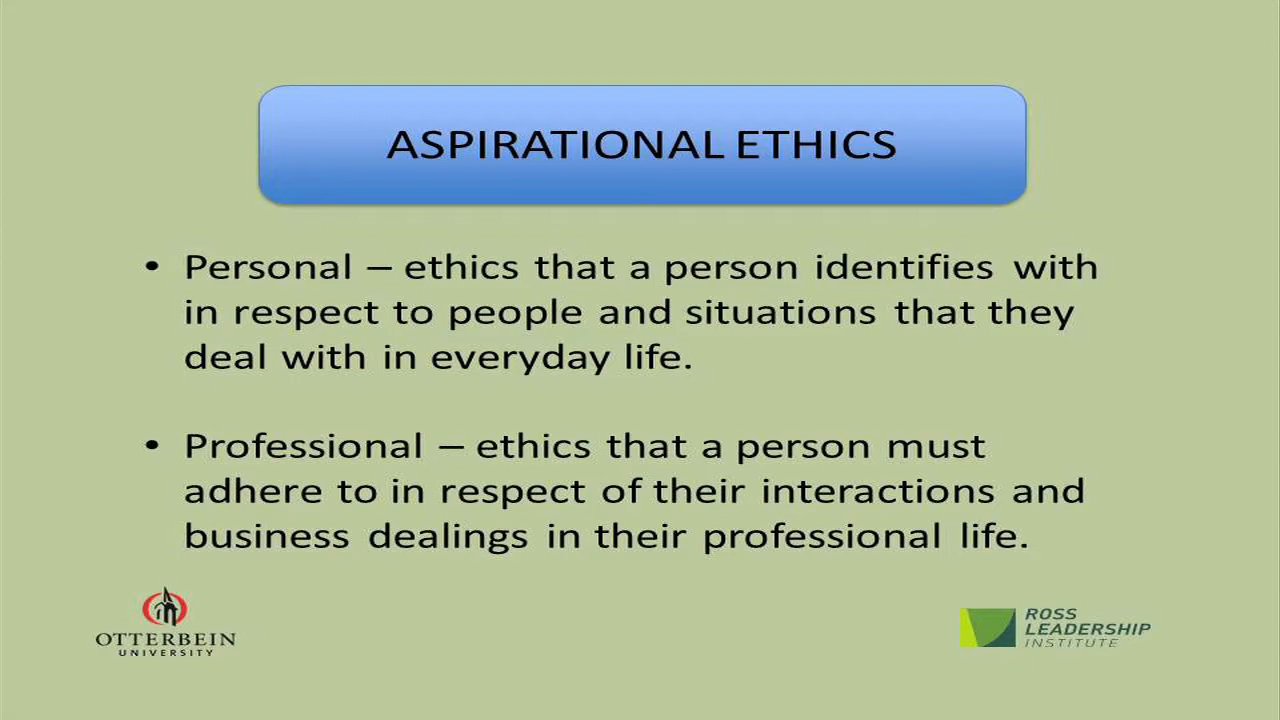 ASPIRATIONAL ETHICS
• Personal – ethics that a person identifies with
in respect to people and situations that they
deal with in everyday life.
• Professional – ethics that a person must
adhere to in respect of their interactions and
business dealings in their professional life.
OTTERBEIN
UNIVERSITY
ROSS
LEADERSHIP
INSTITUTE